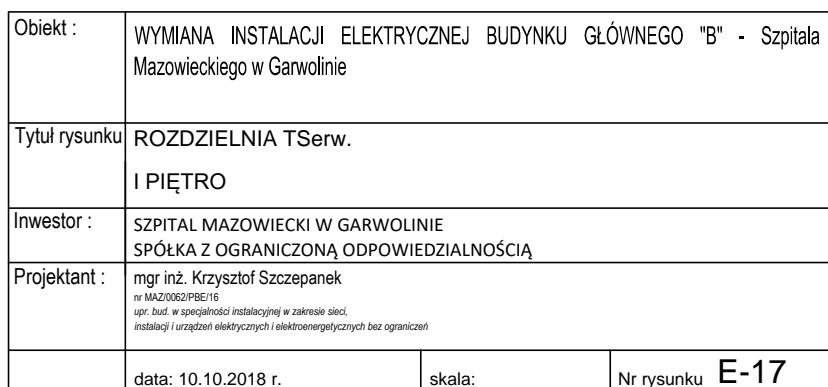 Obiekt :
WYMIANA INSTALACJI ELEKTRYCZNEJ BUDYNKU GŁÓWNEGO "B" - Szpitala
Mazowieckiego w Garwolinie
Tytuł rysunku
ROZDZIELNIA TSerw.
I PIĘTRO
Inwestor :
SZPITAL MAZOWIECKI W GARWOLINIE
SPÓŁKA Z OGRANICZONĄ ODPOWIEDZIALNOŚCIĄ
Projektant :
mgr inż. Krzysztof Szczepanek
nr MAZ/0062/PBE/16
upr. bud. w specjalności instalacyjnej w zakresie sieci,
instalacji i urządzeń elektrycznych i elektroenergetycznych bez ograniczeń
data: 10.10.2018 r.
skala:
Nr rysunku E-17